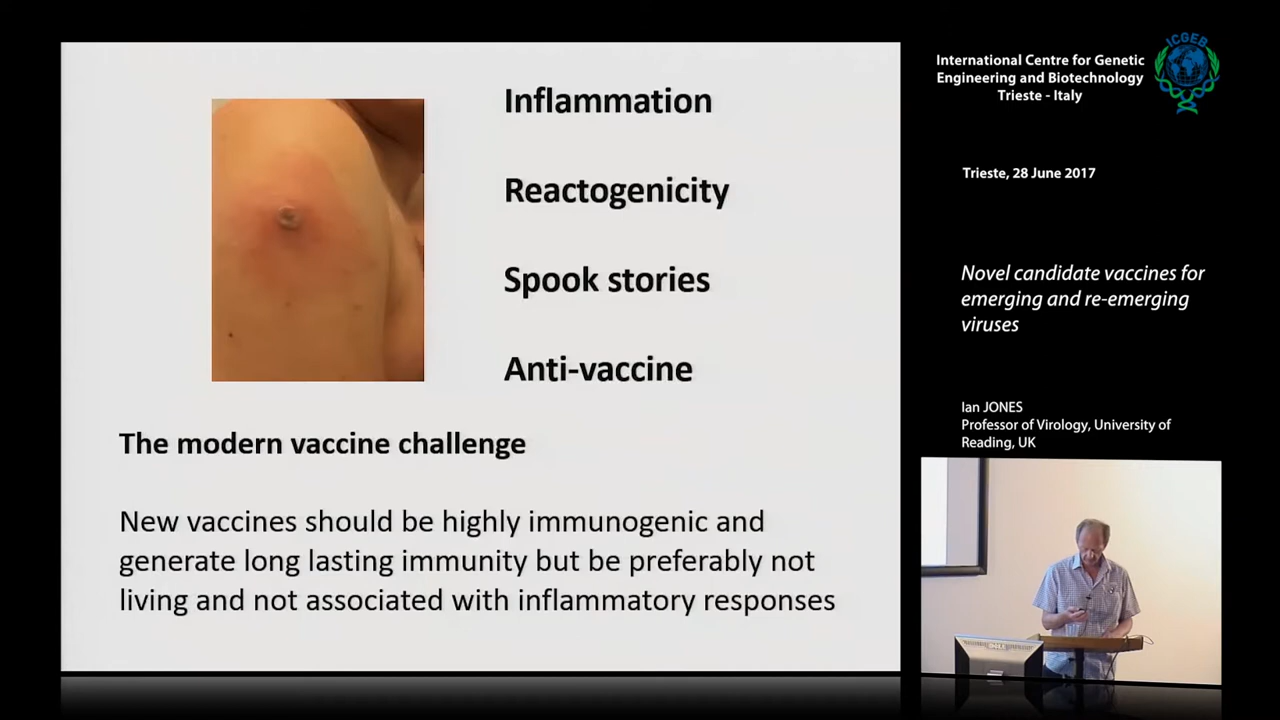 Inflammation
Reactogenicity
Spook stories
Anti-vaccine
The modern vaccine challenge
New vaccines should be highly immunogenic and
generate long lasting immunity but be preferably not
living and not associated with inflammatory responses
International Centre for Genetic
Engineering and Biotechnology
Trieste - Italy
ICGEB
Trieste, 28 June 2017
Novel candidate vaccines for
emerging and re-emerging
viruses
Ian JONES
Professor of Virology, University of
Reading, UK